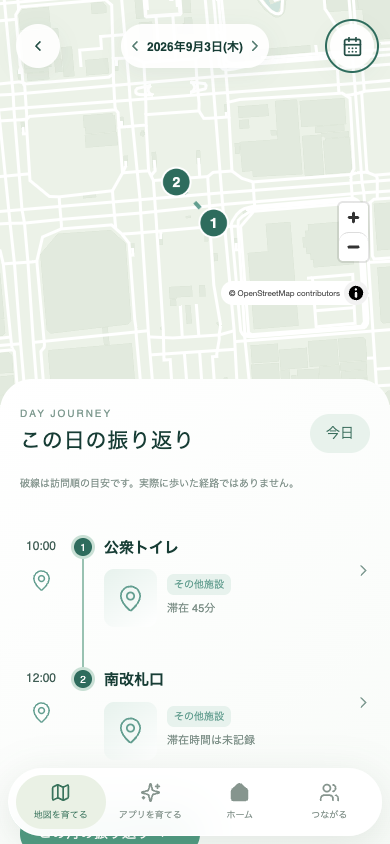 2026年9月3日(木)
2
1
+
−
© OpenStreetMap contributors
DAY JOURNEY
この日の振り返り
今日
破線は訪問順の目安です。実際に歩いた経路ではありません。
10:00
1
公衆トイレ
その他施設
滞在 45分
12:00
2
南改札口
その他施設
滞在時間は未記録
地図を育てる
アプリを育てる
ホーム
つながる